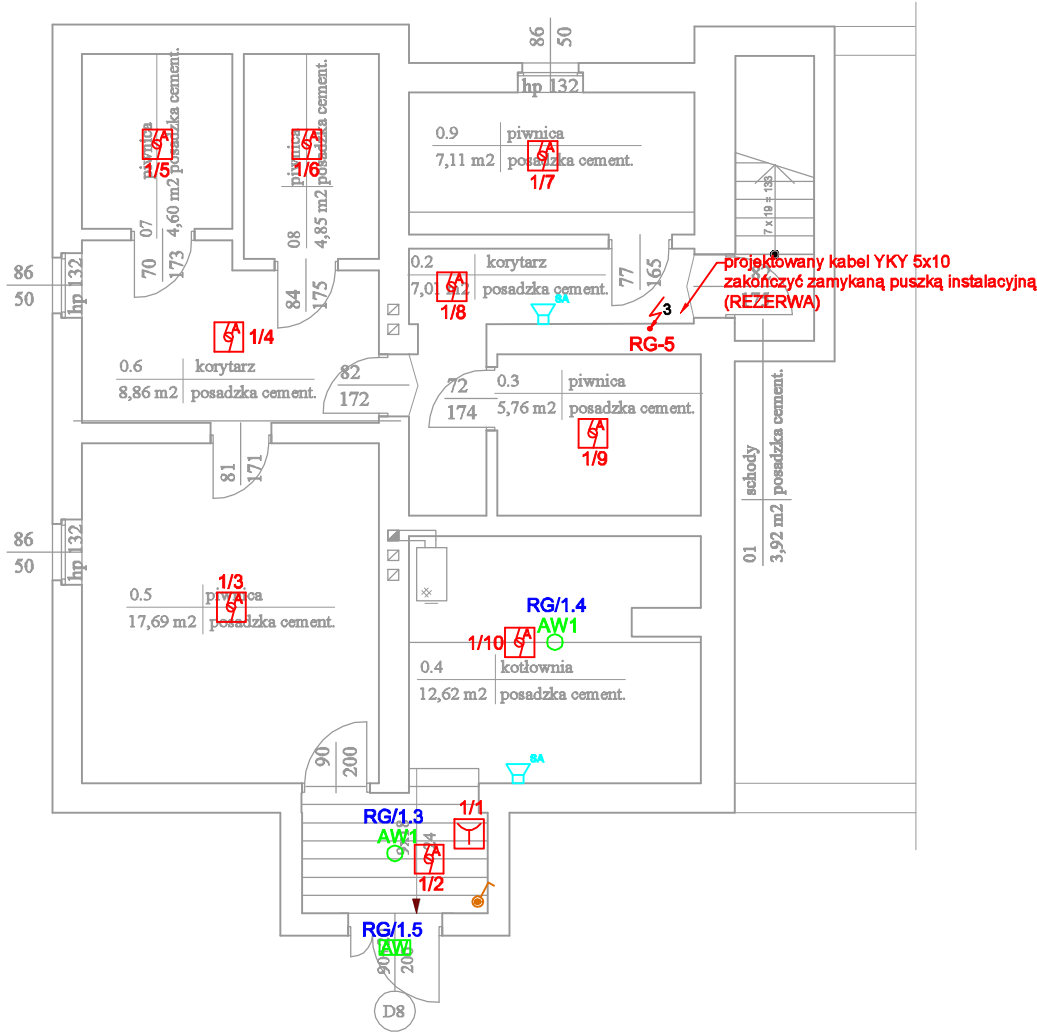 86
50
hp 132
07
piwnica
4,60 m2 posadzka cement.
1/5
08
piwnica
4,85 m2 posadzka cement.
1/6
0.9 piwnica
7,11 m2 posadzka cement.
1/7
7 x 19 = 133
70
173
84
175
77
165
82
86
50
hp 132
0.2 korytarz
posadzka cement.
1/8
SA
3
RG-5
projektowany kabel YKY 5x10
zakończyć zamykaną puszką instalacyjną
(REZERWA)
1/4
0.6 korytarz
8,86 m2 posadzka cement.
82
172
72
174
0.3 piwnica
5,76 m2 posadzka cement.
1/9
81
171
01
schody
3,92 m2 posadzka cement.
86
50
hp 132
1/3
0.5 piwnica
17,69 m2 posadzka cement.
RG/1.4
AW1
1/10
0.4 kotłownia
12,62 m2 posadzka cement.
90
200
SA
RG/1.3
AW1
1/1
1/2
RG/1.5
AW
90
D8
A
A
A
A
A
A
A
A
A